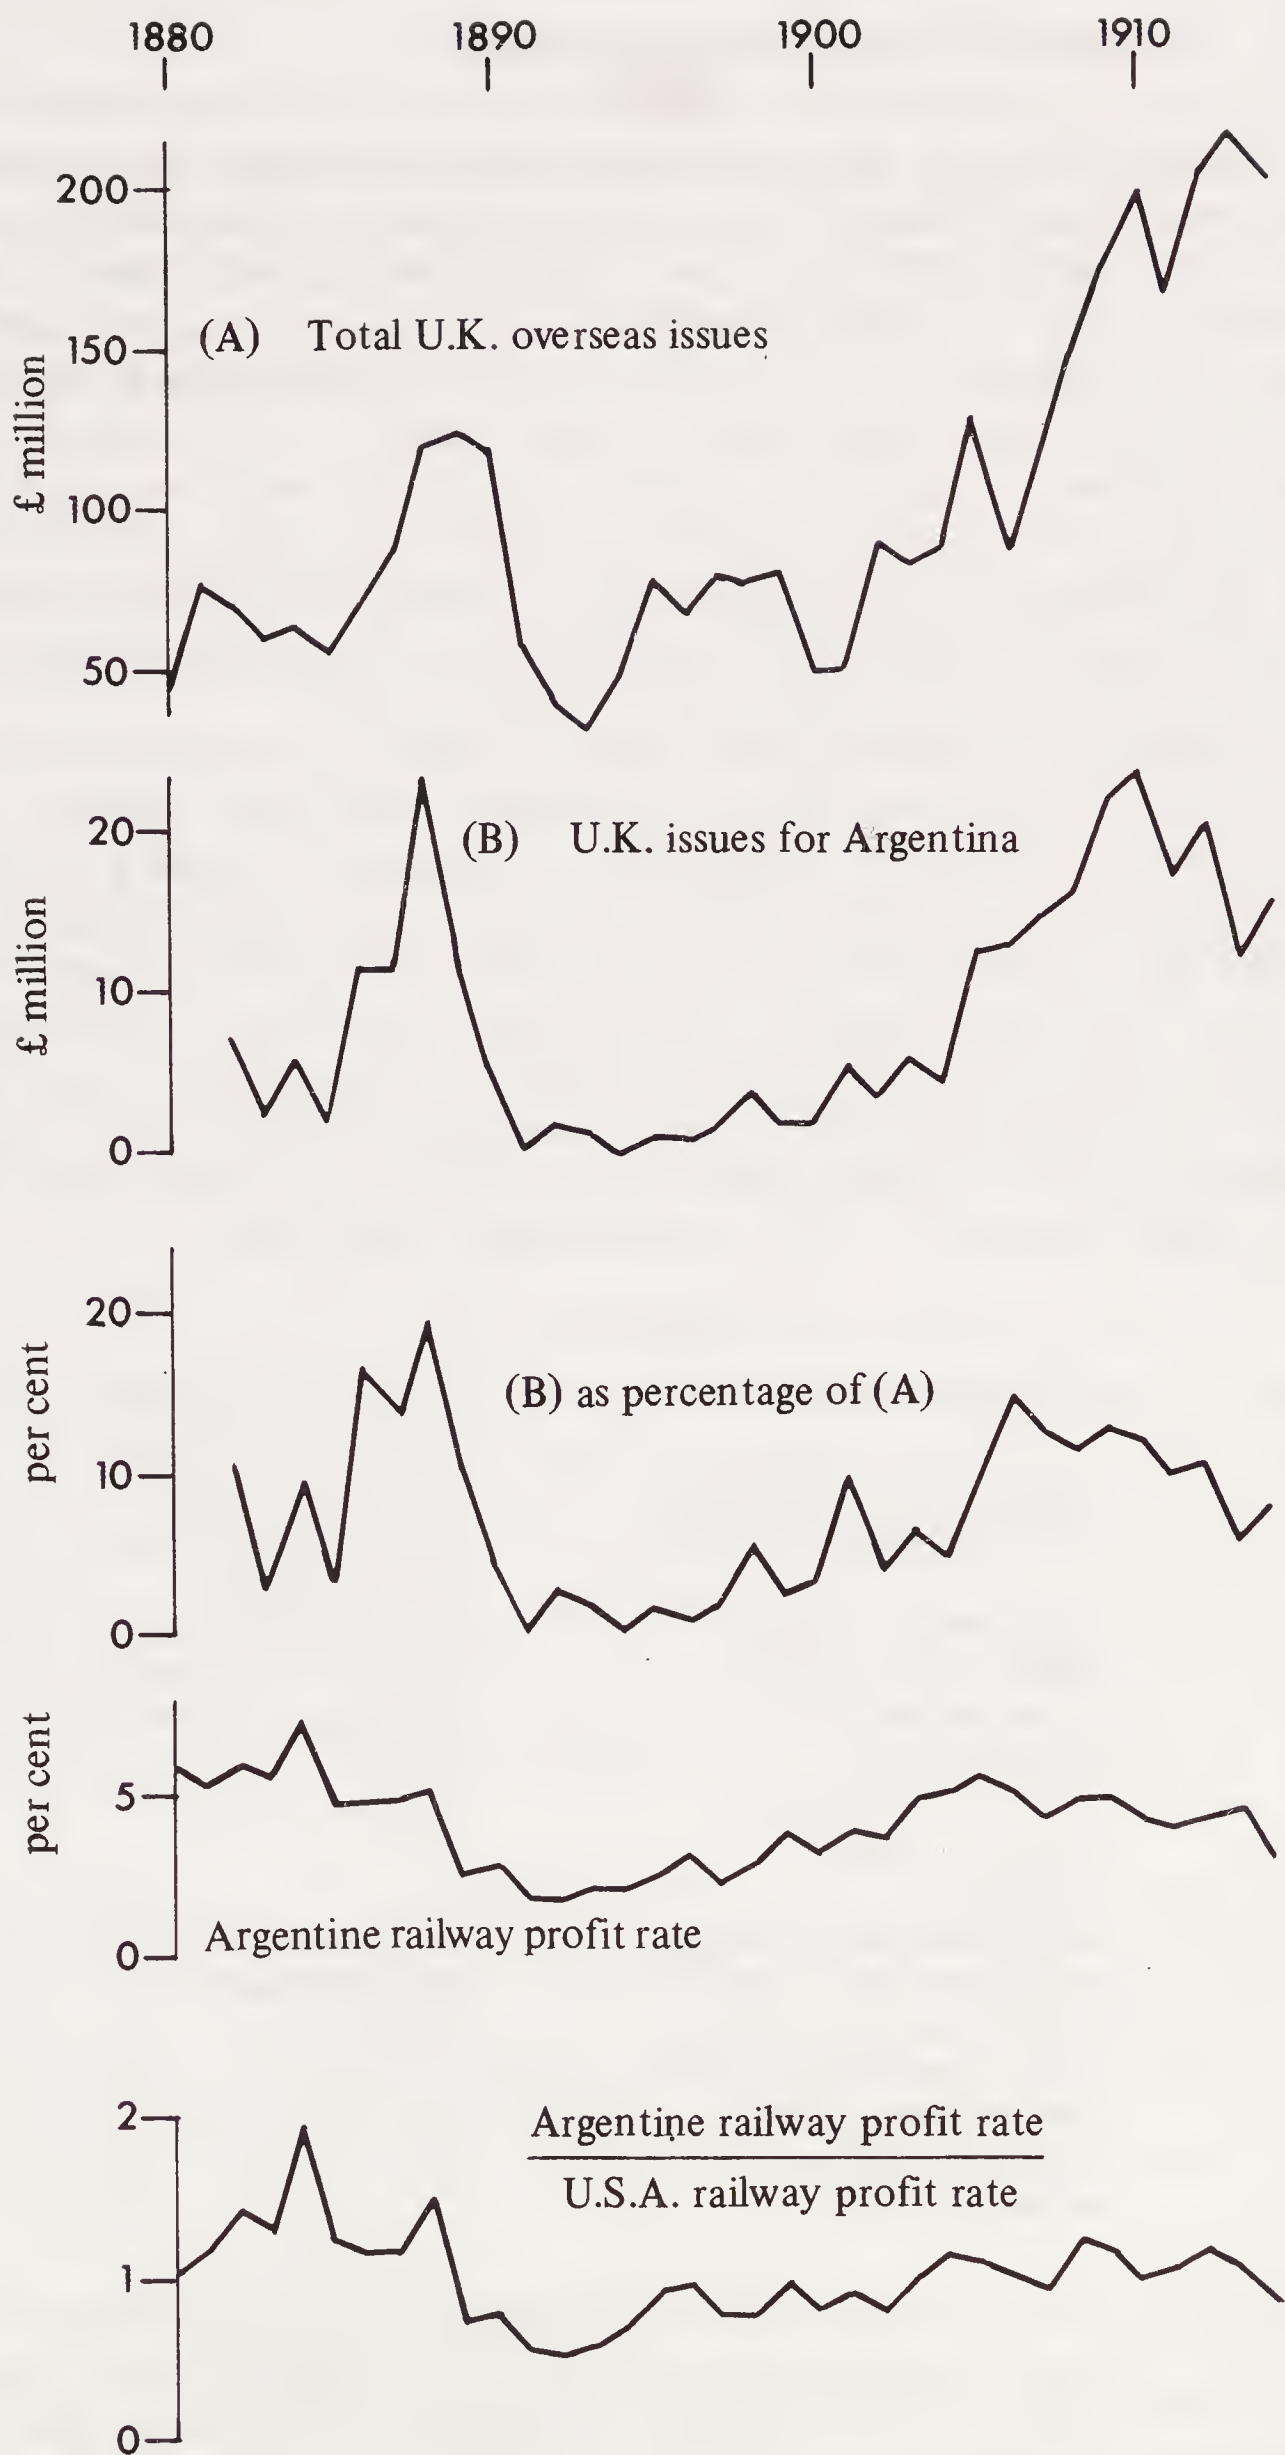 1880 1890 1900 1910
200
(A) Total U.K. overseas issues
150
£ million
100
50
20
(B) U.K. issues for Argentina
£ million
10
0
20
per cent
(B) as percentage of (A)
10
0
per cent
5
Argentine railway profit rate
0
2
Argentine railway profit rate
U.S.A. railway profit rate
1
0